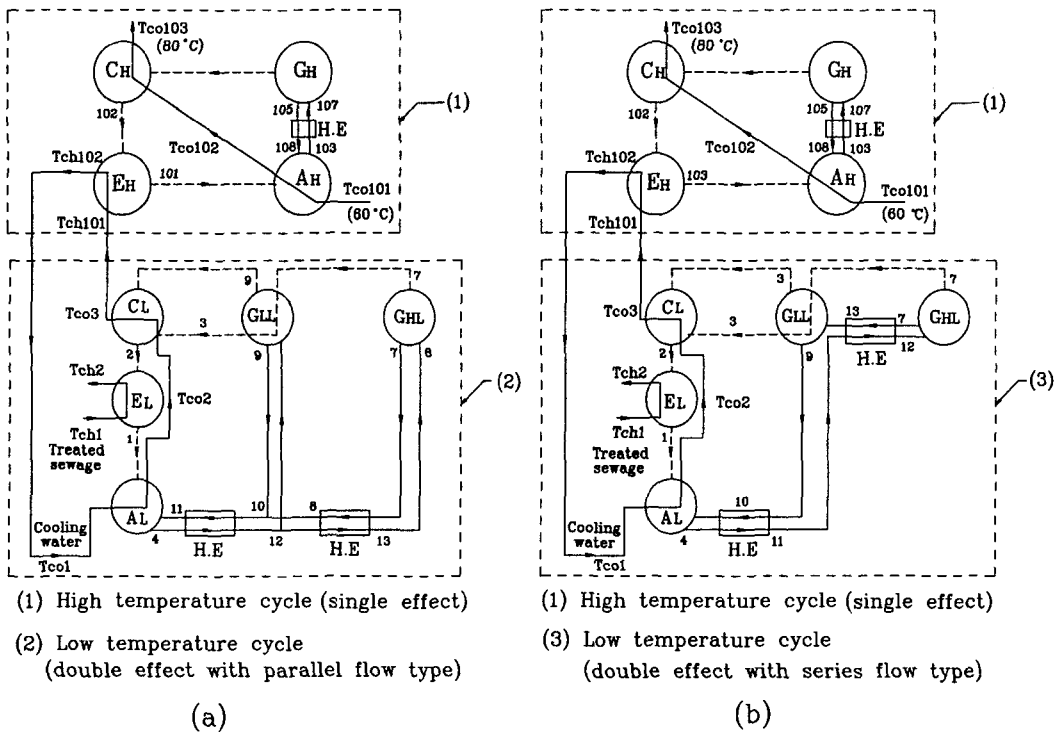 Tco103
(80°C)
CH
GH
102
105
107
H.E
(1)
Tco102
108
103
Tch102
EH
101
AH
Tco101
(60°C)
Tch101
9
7
CL
GLL
GHL
Tco3
3
2
9
7
8
Tch2
EL
(2)
Tco2
Tch1
1
Treated
sewage
AL
11
10
8
Cooling
water
4
H.E
12
H.E
13
Tco1
(1) High temperature cycle (single effect)
(2) Low temperature cycle
(double effect with parallel flow type)
(a)
Tco103
(80°C)
CH
GH
102
105
107
H.E
(1)
Tco102
108
103
Tch102
EH
103
AH
Tco101
(60 ℃)
Tch101
3
7
CL
GLL
13
7
GHL
Tco3
3
12
2
9
H.E
Tch2
EL
(3)
Tco2
Tch1
1
Treated
sewage
AL
10
Cooling
water
4
H.E
11
Tco1
(1) High temperature cycle (single effect)
(3) Low temperature cycle
(double effect with series flow type)
(b)